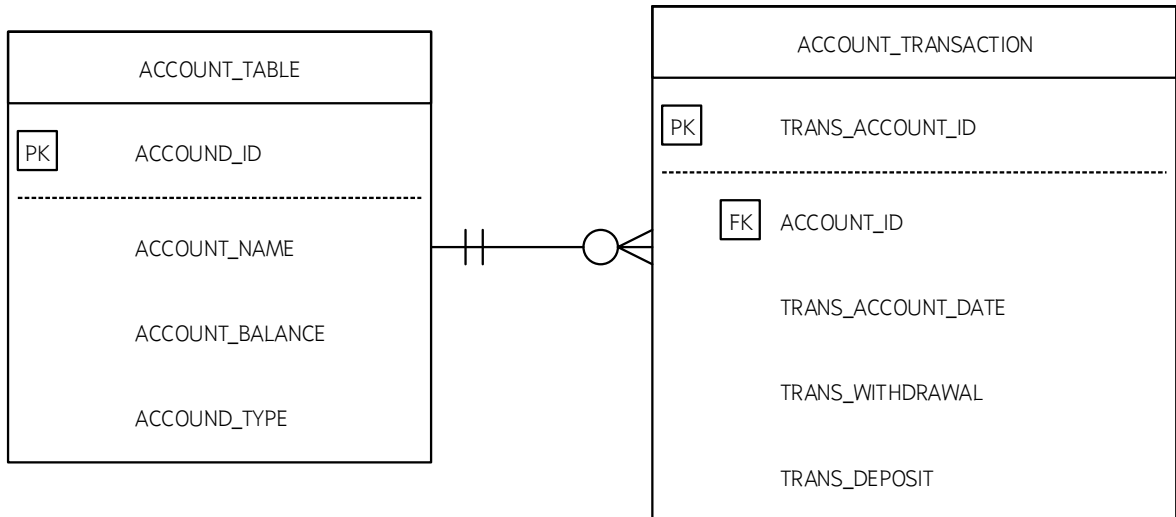 ACCOUNT_TABLE
PK ACCOUND_ID
ACCOUNT_NAME
ACCOUNT_BALANCE
ACCOUND_TYPE
ACCOUNT_TRANSACTION
PK TRANS_ACCOUNT_ID
FK ACCOUNT_ID
TRANS_ACCOUNT_DATE
TRANS_WITHDRAWAL
TRANS_DEPOSIT